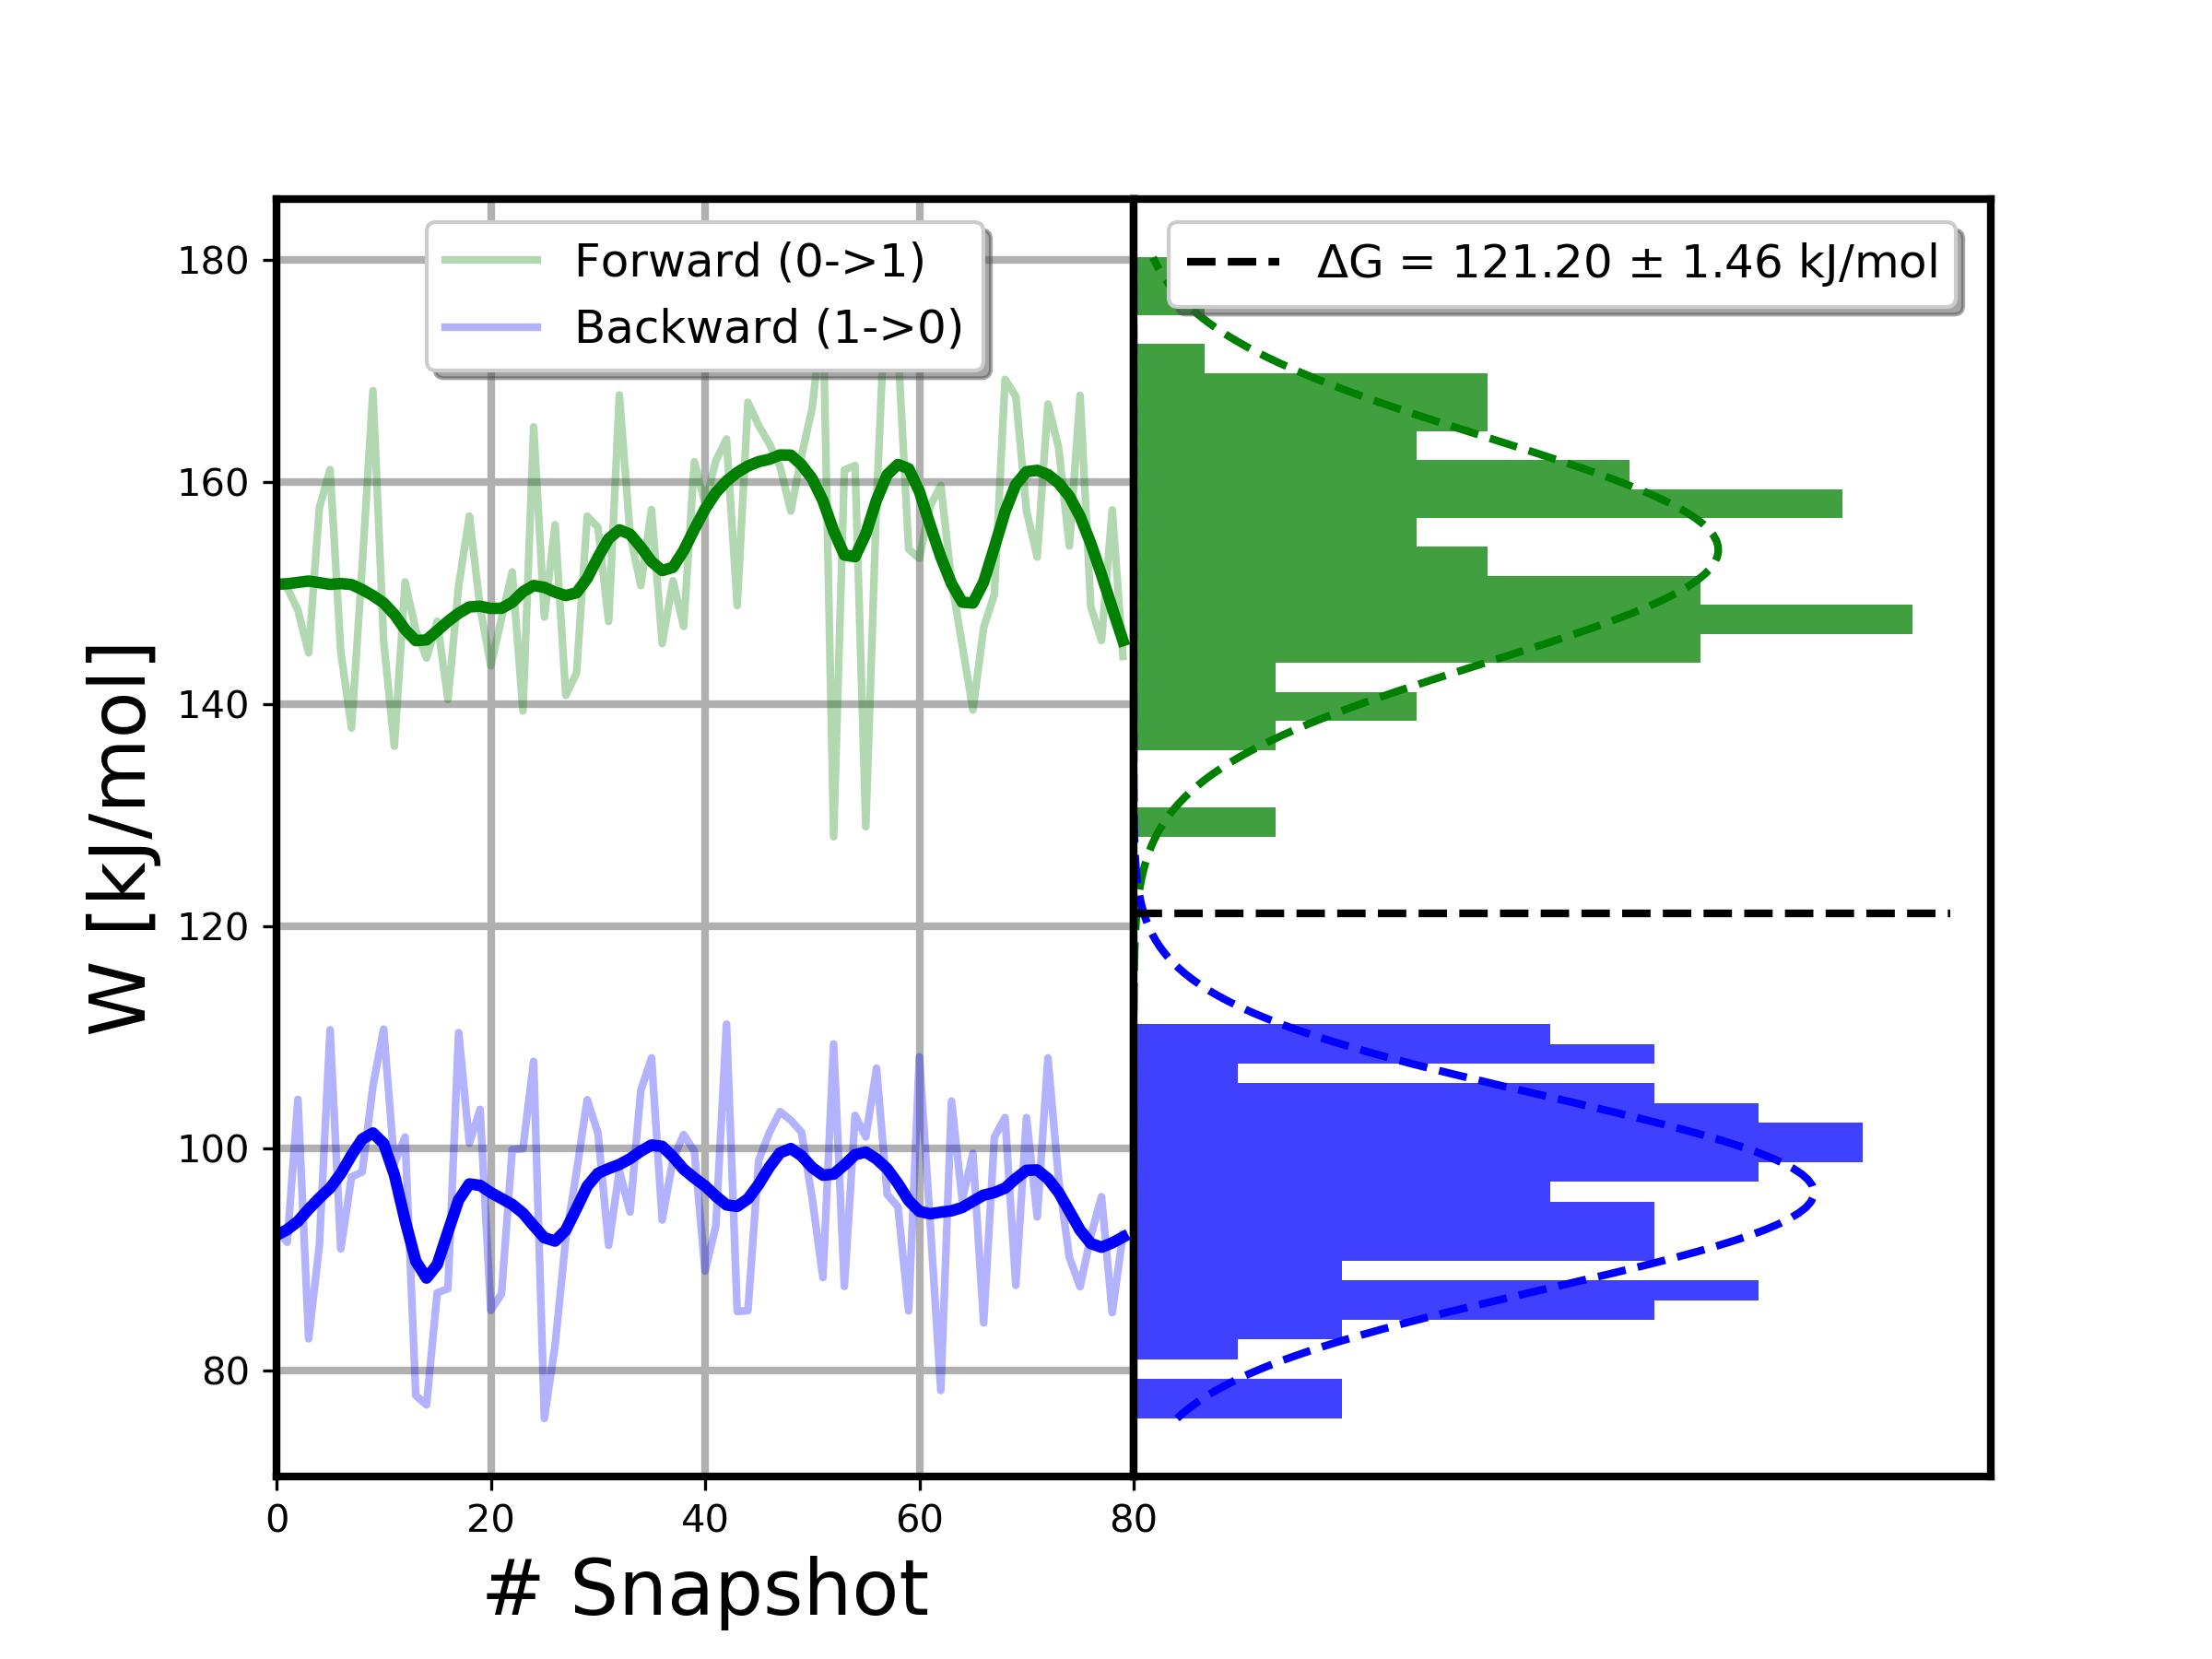 Forward (0->1)
Backward (1->0)
ΔG = 121.20 ± 1.46 kJ/mol
W [kJ/mol]
180
160
140
120
100
80
0 20 40 60 80
# Snapshot